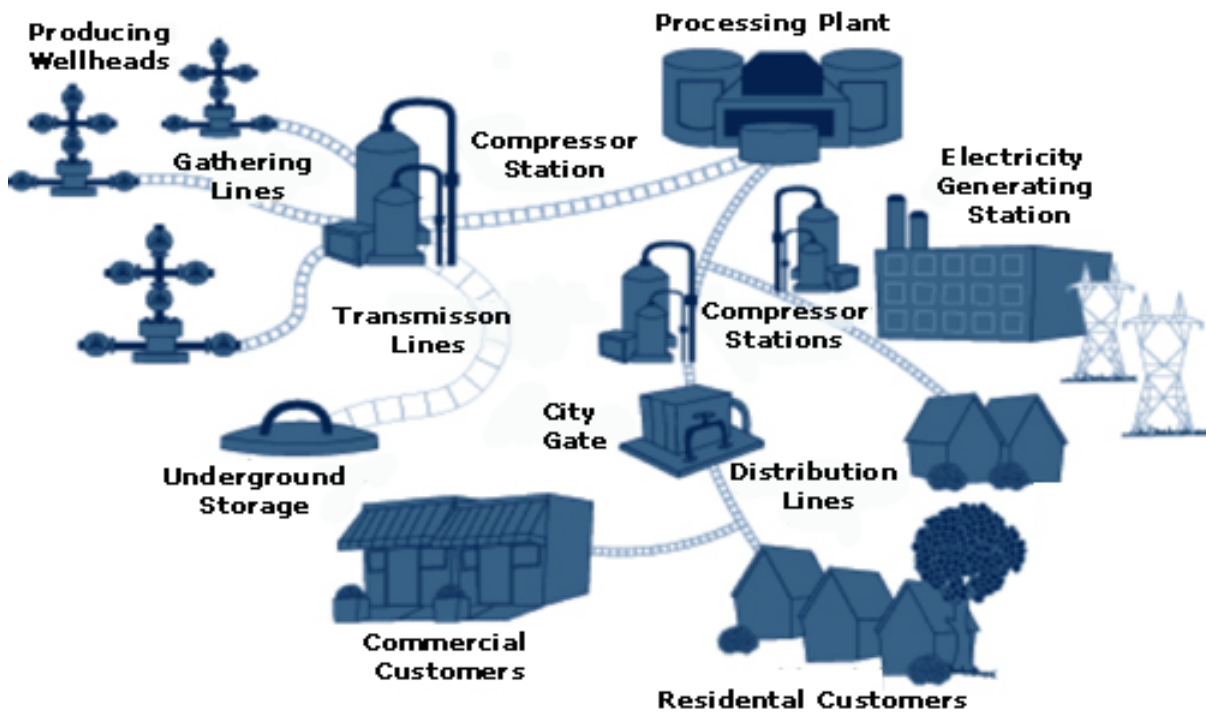 Producing
Wellheads
Processing Plant
Gathering
Lines
Compressor
Station
Electricity
Generating
Station
Transmisson
Lines
Compressor
Stations
City
Gate
Underground
Storage
Distribution
Lines
Commercial
Customers
Residental Customers